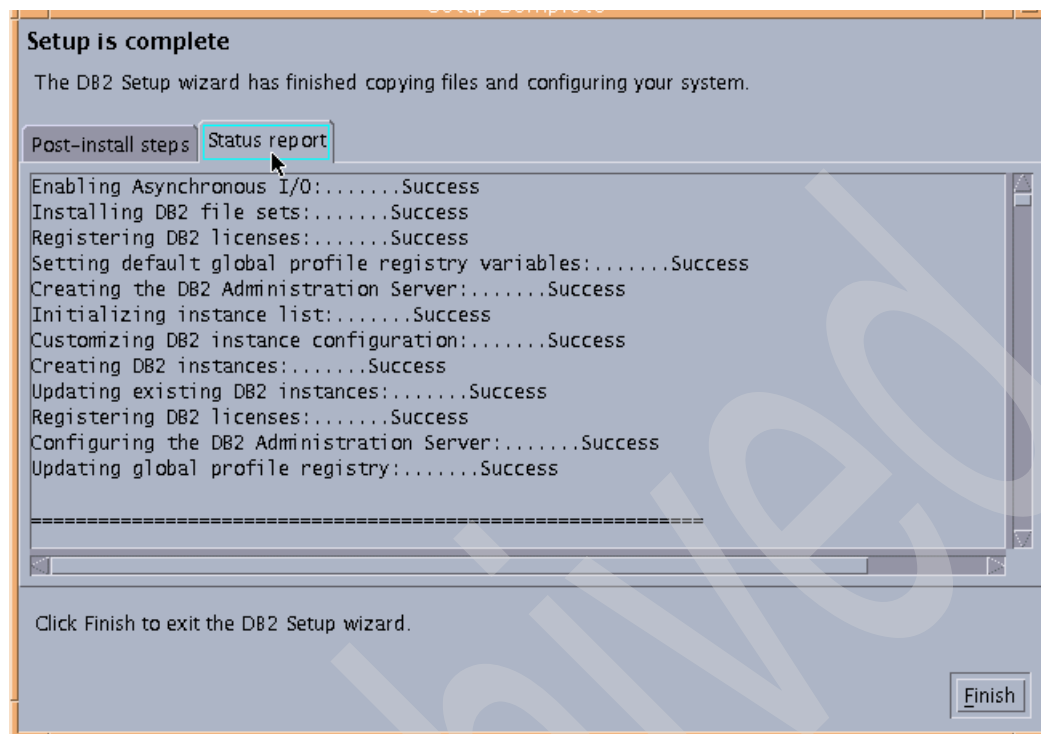 Setup Complete
Setup is complete
The DB2 Setup wizard has finished copying files and configuring your system.
Post-install steps
Status report
Enabling Asynchronous I/O:.......Success
Installing DB2 file sets:.......Success
Registering DB2 licenses:.......Success
Setting default global profile registry variables:.......Success
Creating the DB2 Administration Server:.......Success
Initializing instance list:.......Success
Customizing DB2 instance configuration:.......Success
Creating DB2 instances:.......Success
Updating existing DB2 instances:.......Success
Registering DB2 licenses:.......Success
Configuring the DB2 Administration Server:.......Success
Updating global profile registry:.......Success
============================================================
Click Finish to exit the DB2 Setup wizard.
Finish
hived